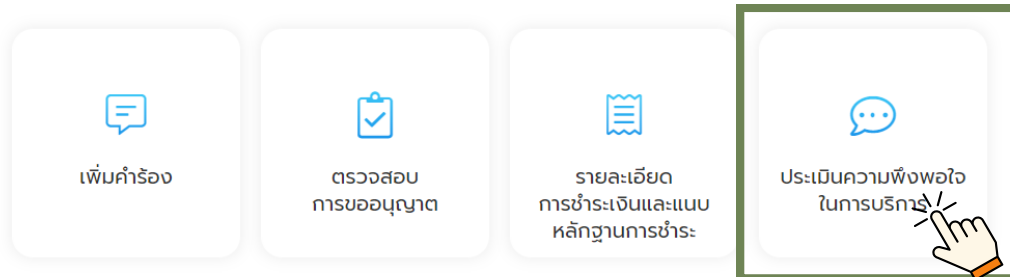 เพิ่มคำร้อง
ตรวจสอบ
การขออนุญาต
รายละเอียด
การชำระเงินและแนบ
หลักฐานการชำระ
ประเมินความพึงพอใจ
ในการบริการ